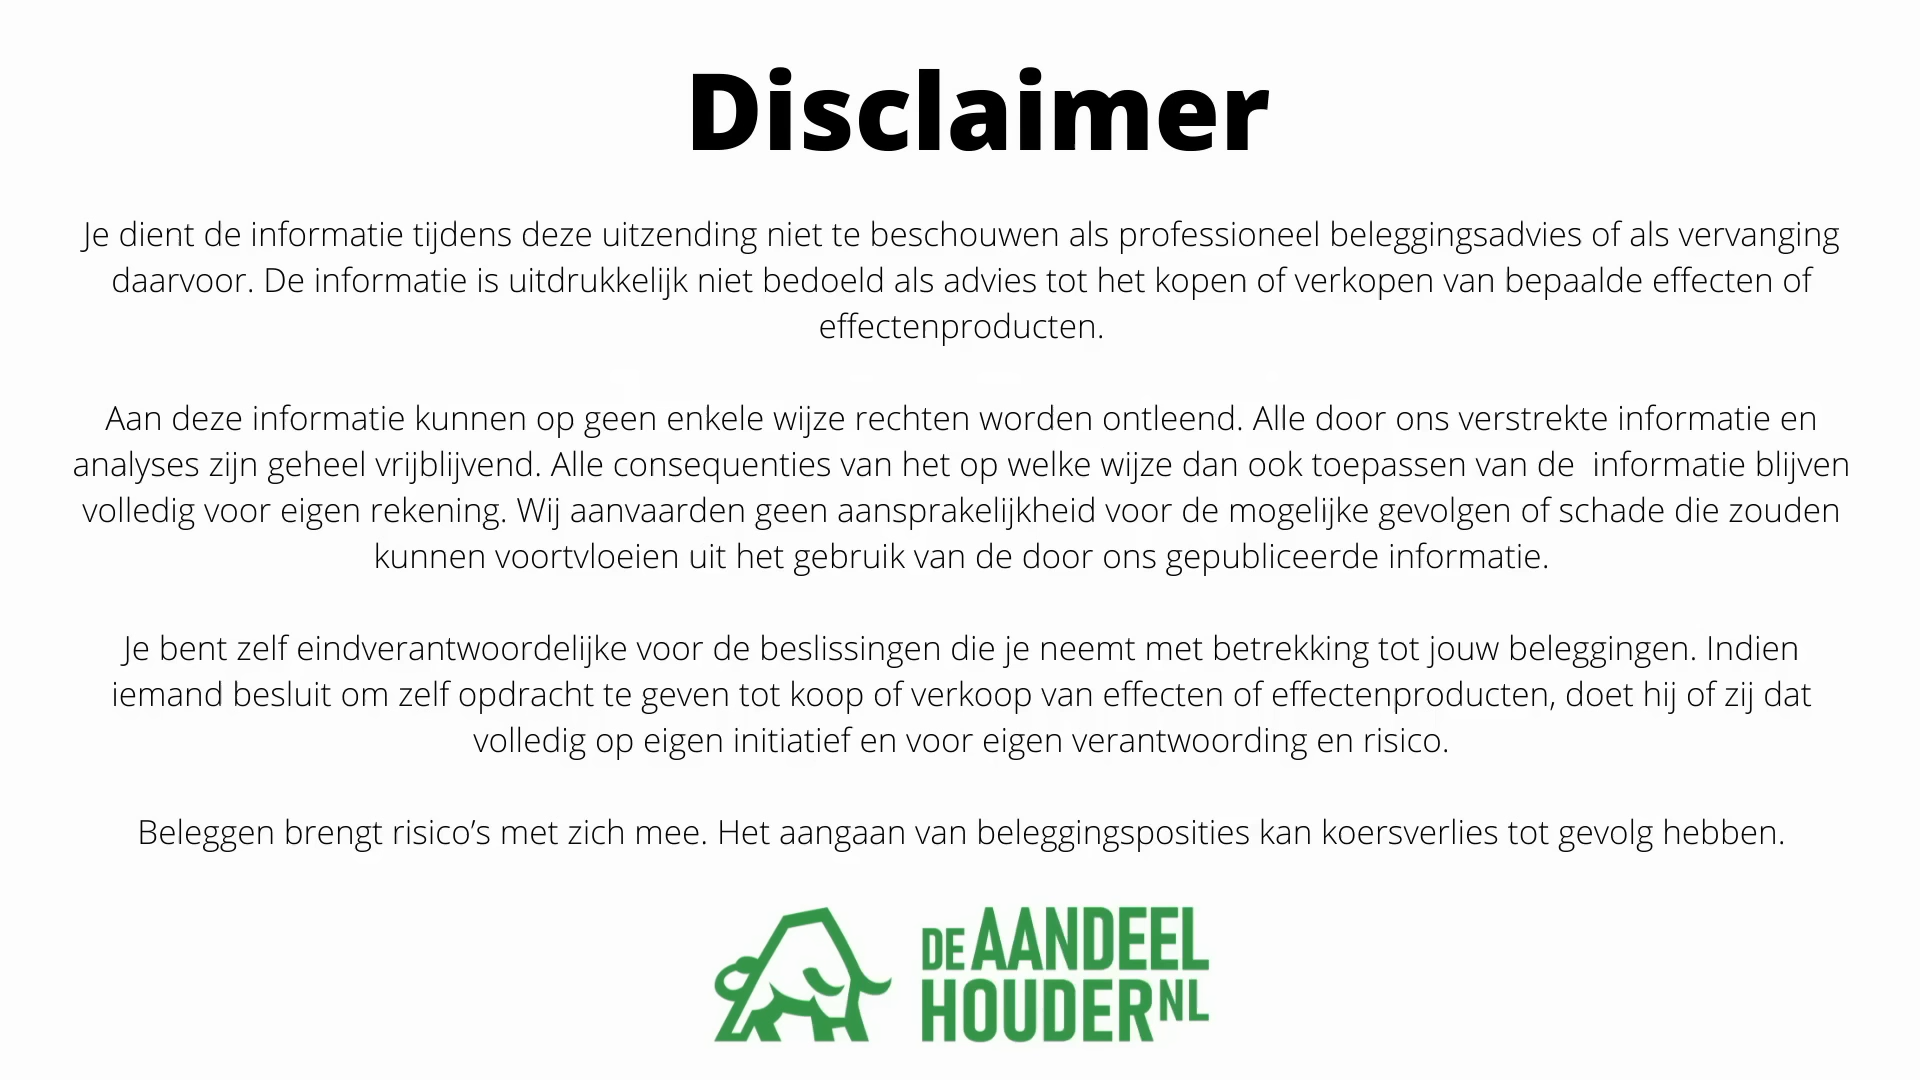 Disclaimer
Je dient de informatie tijdens deze uitzending niet te beschouwen als professioneel beleggingsadvies of als vervanging
daarvoor. De informatie is uitdrukkelijk niet bedoeld als advies tot het kopen of verkopen van bepaalde effecten of
effectenproducten.
Aan deze informatie kunnen op geen enkele wijze rechten worden ontleend. Alle door ons verstrekte informatie en
analyses zijn geheel vrijblijvend. Alle consequenties van het op welke wijze dan ook toepassen van de  informatie blijven
volledig voor eigen rekening. Wij aanvaarden geen aansprakelijkheid voor de mogelijke gevolgen of schade die zouden
kunnen voortvloeien uit het gebruik van de door ons gepubliceerde informatie.
Je bent zelf eindverantwoordelijke voor de beslissingen die je neemt met betrekking tot jouw beleggingen. Indien
iemand besluit om zelf opdracht te geven tot koop of verkoop van effecten of effectenproducten, doet hij of zij dat
volledig op eigen initiatief en voor eigen verantwoording en risico.
Beleggen brengt risico’s met zich mee. Het aangaan van beleggingsposities kan koersverlies tot gevolg hebben.
DE AANDEEL
HOUDER NL